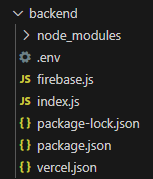 backend
node_modules
.env
JS firebase.js
JS index.js
{} package-lock.json
{} package.json
{} vercel.json